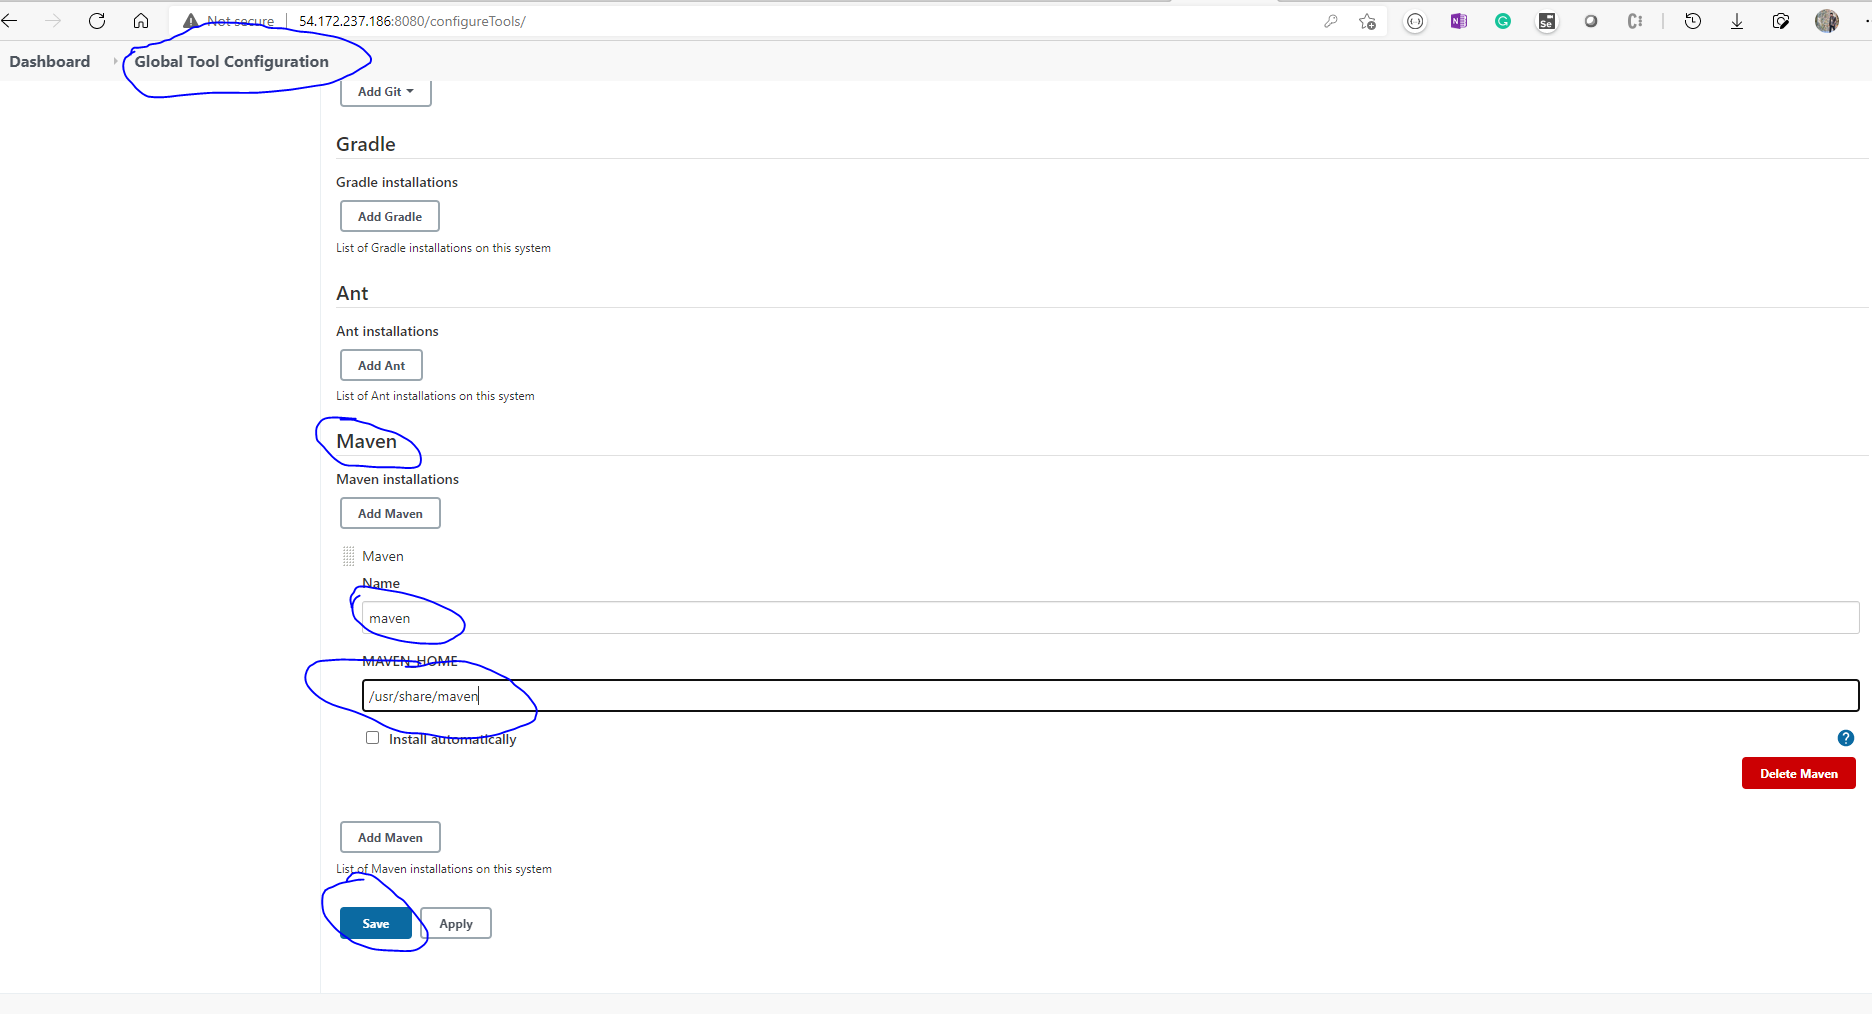 Not secure 54.172.237.186:8080/configureTools/
Dashboard Global Tool Configuration
Add Git
Gradle
Gradle installations
Add Gradle
List of Gradle installations on this system
Ant
Ant installations
Add Ant
List of Ant installations on this system
Maven
Maven installations
Add Maven
Maven
Name
maven
MAVEN_HOME
/usr/share/maven
Install automatically
?
Delete Maven
Add Maven
List of Maven installations on this system
Save Apply